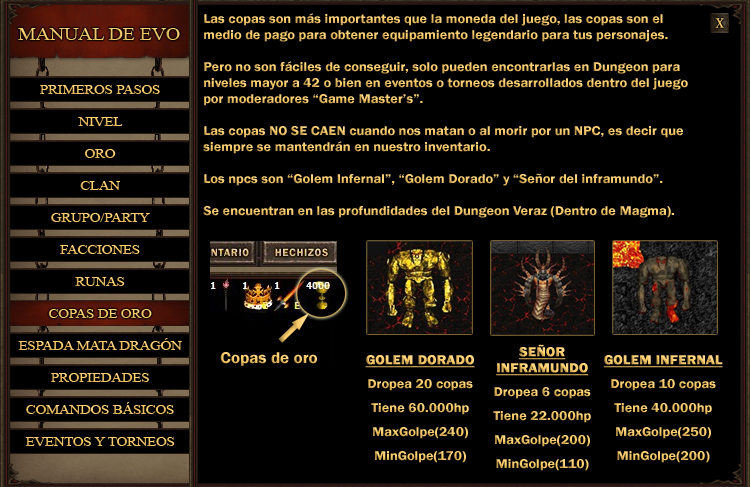 MANUAL DE EVO
PRIMEROS PASOS
NIVEL
ORO
CLAN
GRUPO/PARTY
FACCIONES
RUNAS
COPAS DE ORO
ESPADA MATA DRAGÓN
PROPIEDADES
COMANDOS BÁSICOS
EVENTOS Y TORNEOS
X
Las copas son más importantes que la moneda del juego, las copas son el
medio de pago para obtener equipamiento legendario para tus personajes.
Pero no son fáciles de conseguir, solo pueden encontrarlas en Dungeon para
niveles mayor a 42 o bien en eventos o torneos desarrollados dentro del juego
por moderadores “Game Master’s”.
Las copas NO SE CAEN cuando nos matan o al morir por un NPC, es decir que
siempre se mantendrán en nuestro inventario.
Los npcs son “Golem Infernal”, “Golem Dorado” y “Señor del inframundo”.
Se encuentran en las profundidades del Dungeon Veraz (Dentro de Magma).
NTARIO HECHIZOS
1 1 1 4000
E
Copas de oro
GOLEM DORADO
Dropea 20 copas
Tiene 60.000hp
MaxGolpe(240)
MinGolpe(170)
SEÑOR
INFRAMUNDO
Dropea 6 copas
Tiene 22.000hp
MaxGolpe(200)
MinGolpe(110)
GOLEM INFERNAL
Dropea 10 copas
Tiene 40.000hp
MaxGolpe(250)
MinGolpe(200)